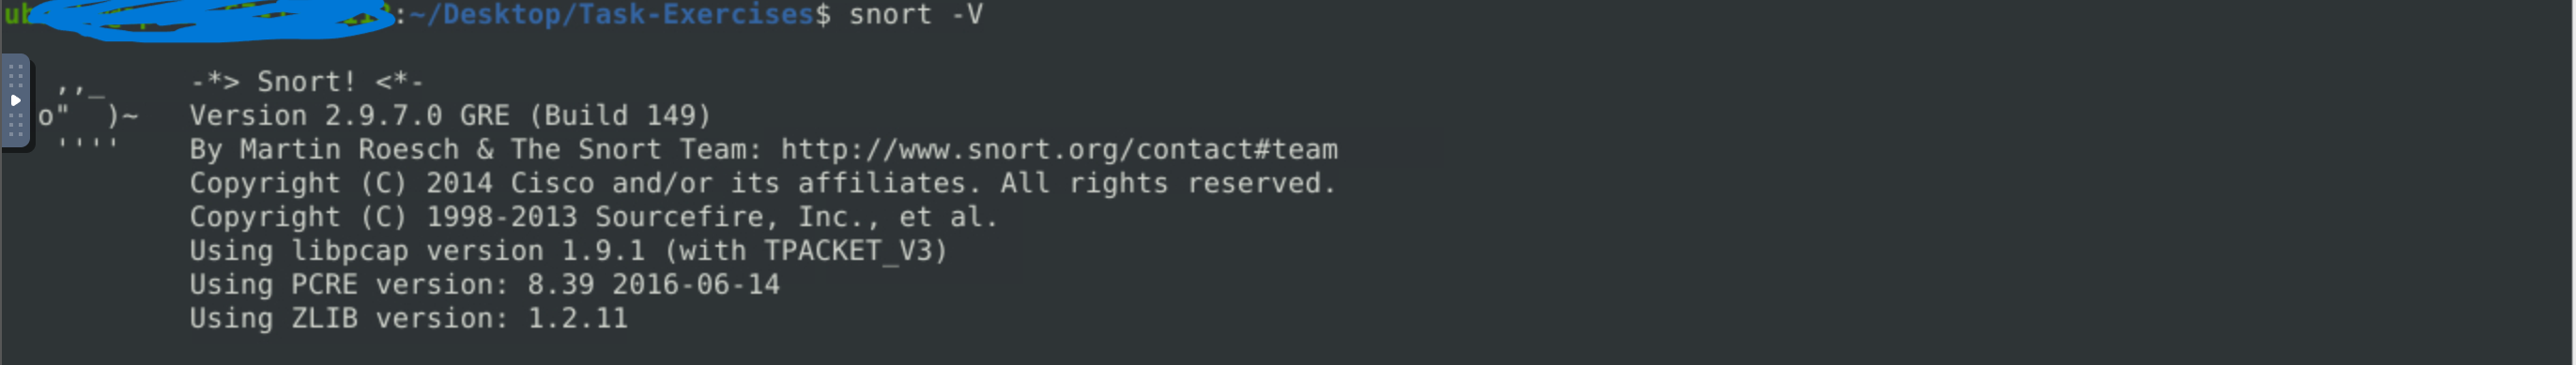 :~/Desktop/Task-Exercises$ snort -V
,,_ -*> Snort! <*-
o" )~ Version 2.9.7.0 GRE (Build 149)
'''' By Martin Roesch & The Snort Team: http://www.snort.org/contact#team
Copyright (C) 2014 Cisco and/or its affiliates. All rights reserved.
Copyright (C) 1998-2013 Sourcefire, Inc., et al.
Using libpcap version 1.9.1 (with TPACKET_V3)
Using PCRE version: 8.39 2016-06-14
Using ZLIB version: 1.2.11